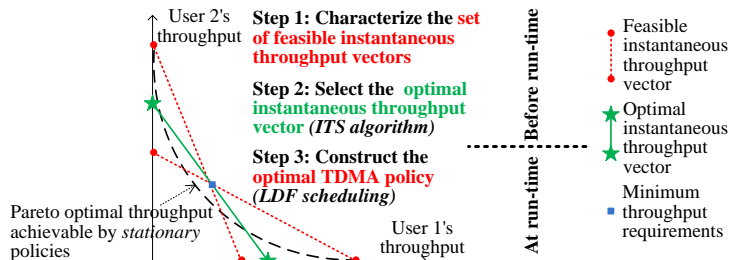 User 2's
throughput
Step 1: Characterize the set
of feasible instantaneous
throughput vectors
Step 2: Select the optimal
instantaneous throughput
vector (ITS algorithm)
Step 3: Construct the
optimal TDMA policy
(LDF scheduling)
Pareto optimal throughput
achievable by stationary
policies
User 1's
throughput
Before run-time
At run-time
Feasible
instantaneous
throughput
vector
Optimal
instantaneous
throughput
vector
Minimum
throughput
requirements